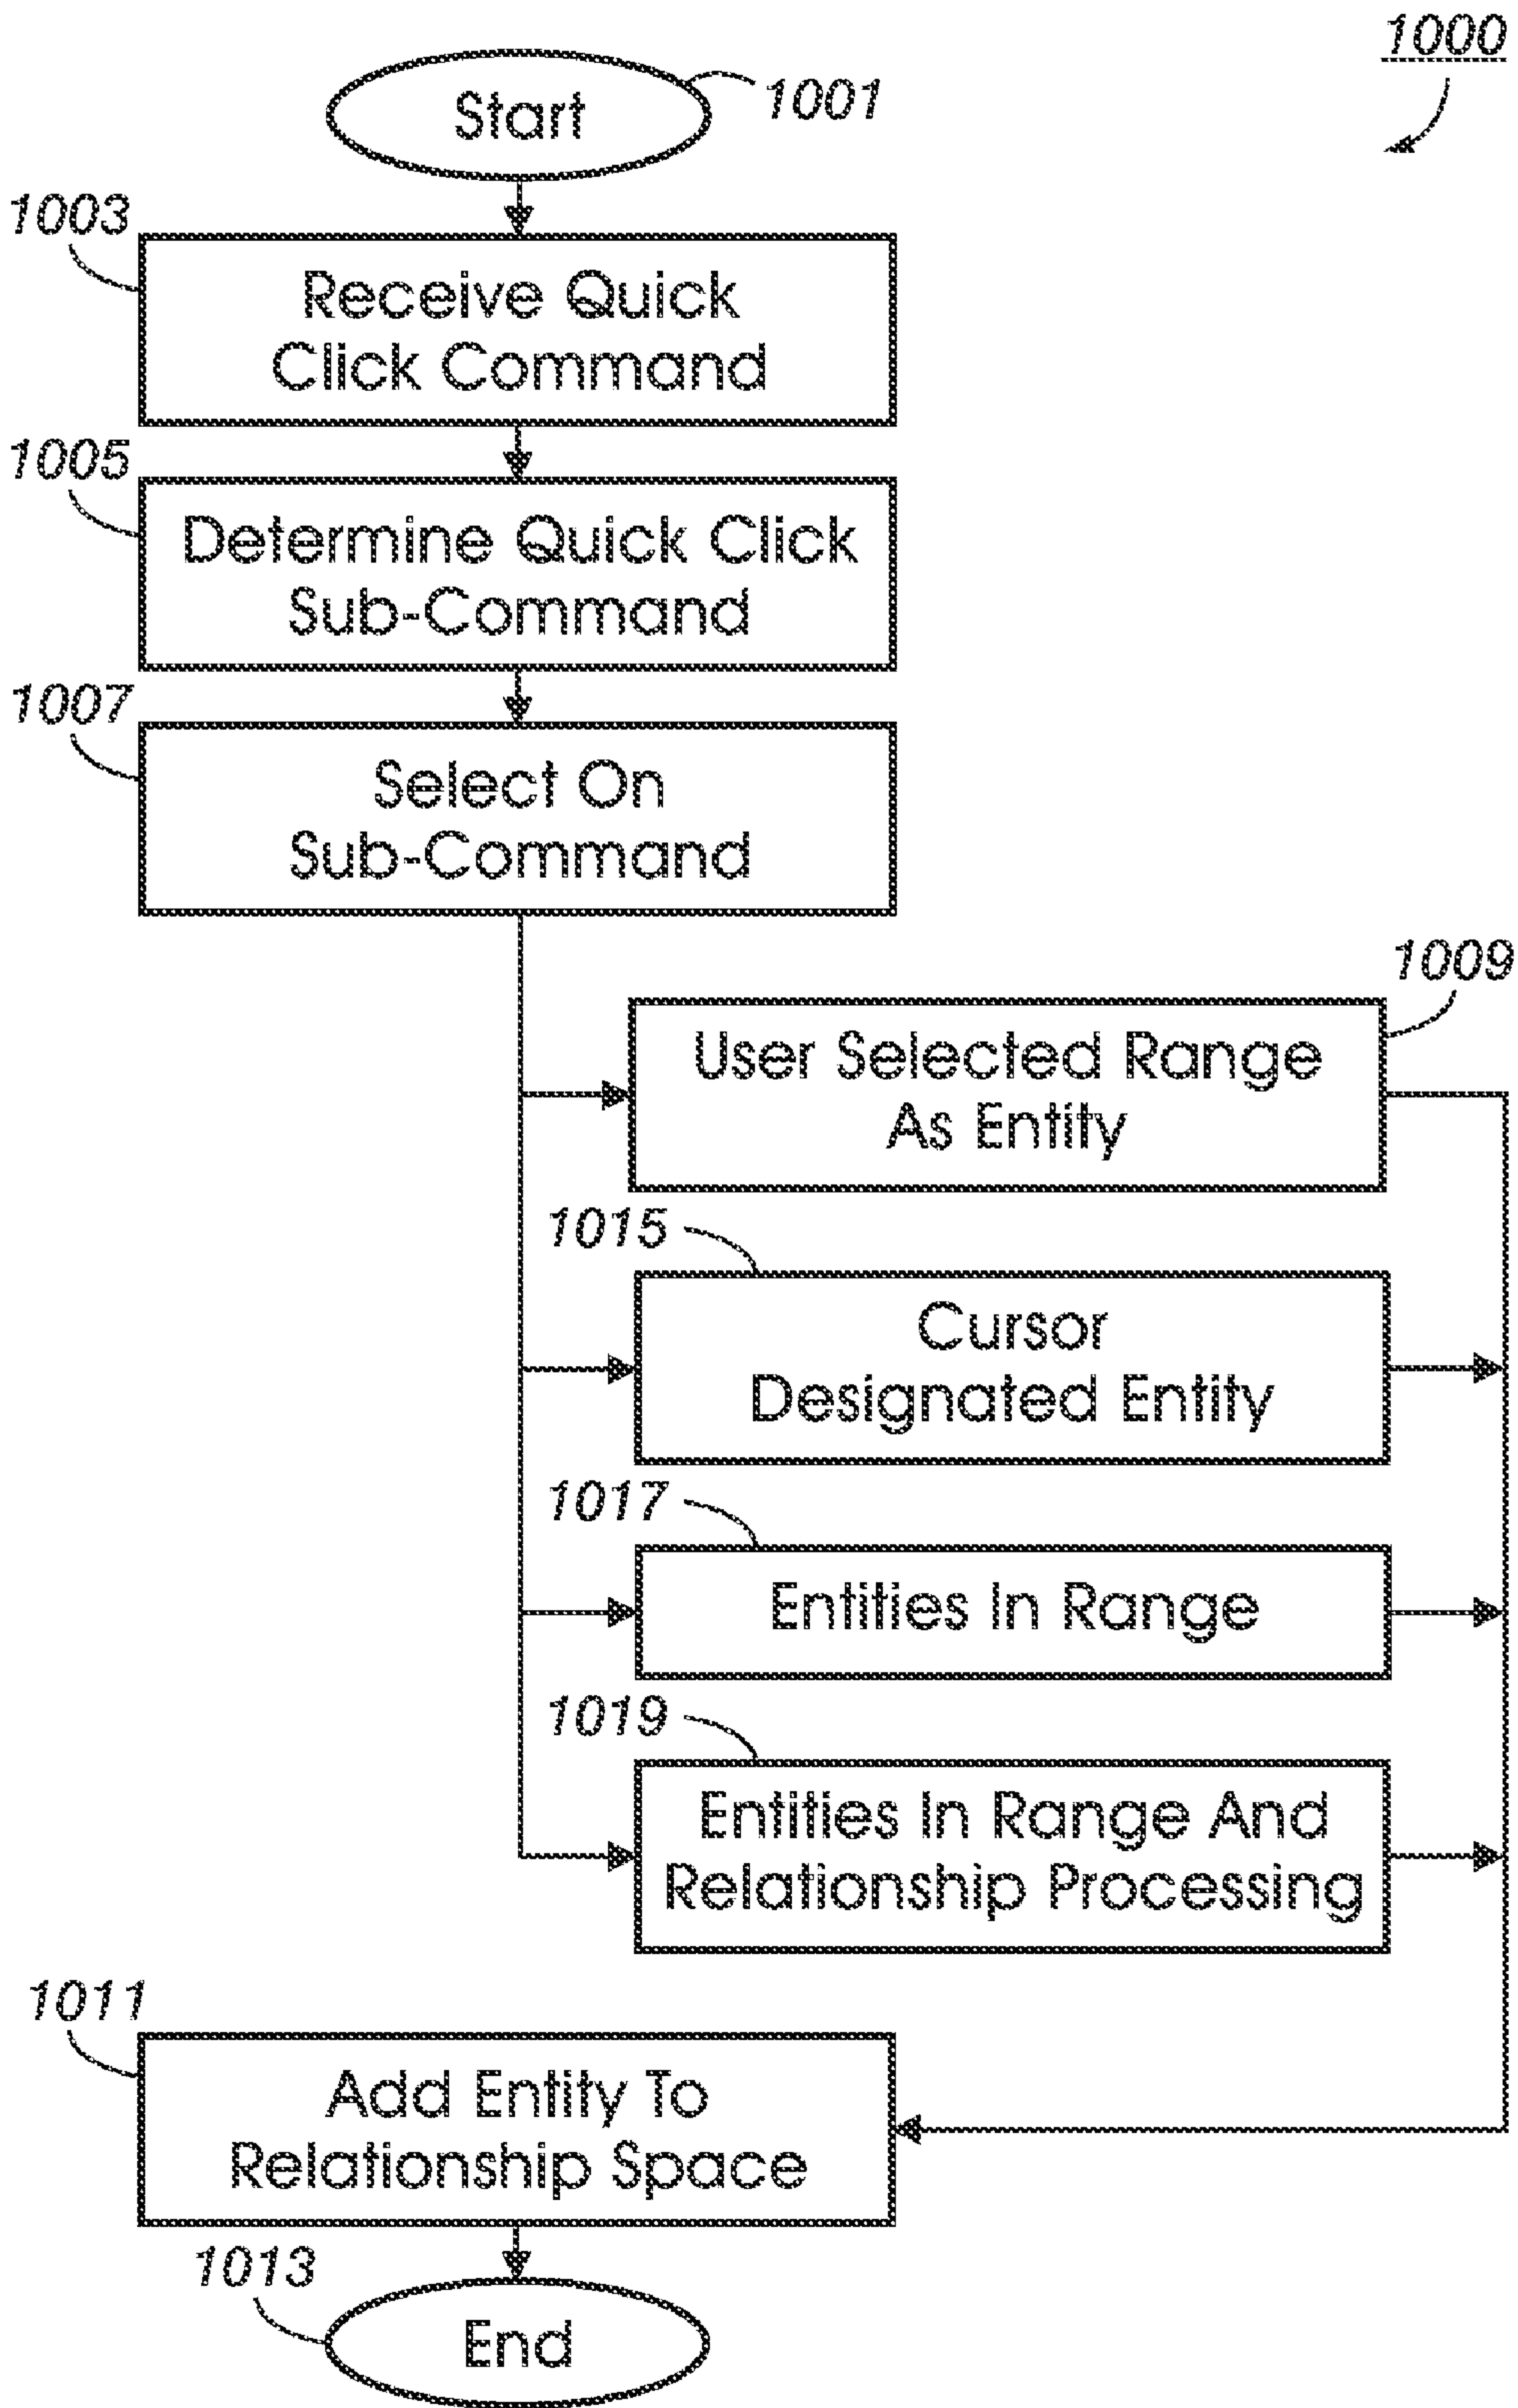 1000
Start
1001
1003
Receive Quick
Click Command
1005
Determine Quick Click
Sub-Command
1007
Select On
Sub-Command
1009
User Selected Range
As Entity
1015
Cursor
Designated Entity
1017
Entities In Range
1019
Entities In Range And
Relationship Processing
1011
Add Entity To
Relationship Space
1013
End